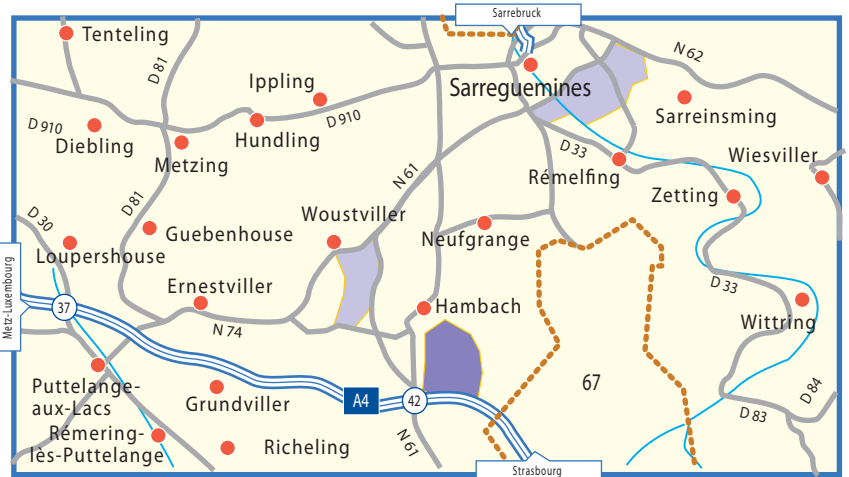 Sarrebruck
Tenteling
N 62
D 81
Ippling
Sarreguemines
Sarreinsming
D 910
D 910
Diebling
Hundling
D 33
Metzing
Wiesviller
Rémelfing
N 61
Zetting
D 81
D 30
Woustviller
Guebenhouse
Neufgrange
Loupershouse
Metz-Luxembourg
D 33
Ernestviller
37
Hambach
Wittring
N 74
67
Puttelange-
aux-Lacs
Grundviller
A4
42
D 84
D 83
Rémering-
lès-Puttelange
Richeling
N 61
Strasbourg